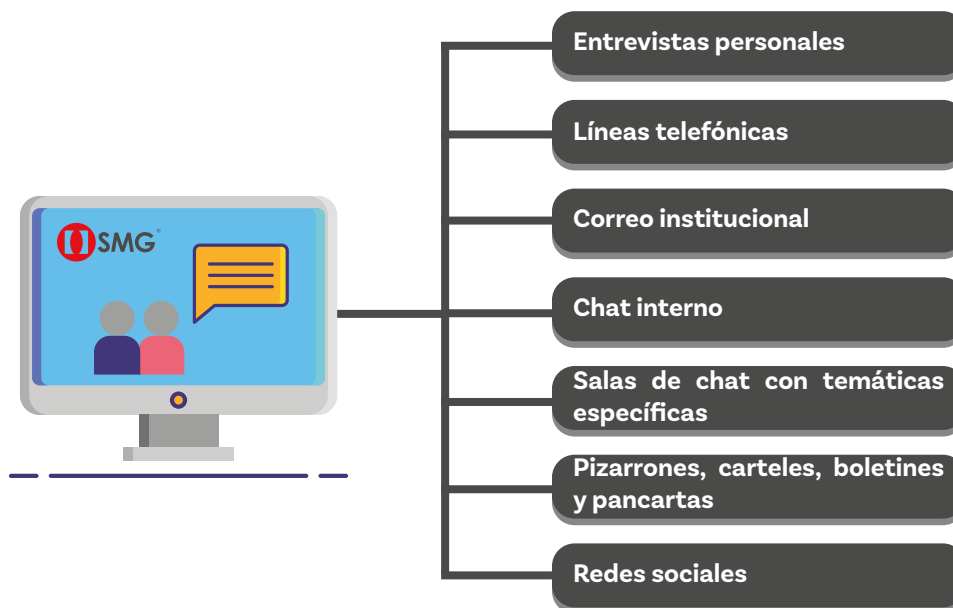 SMG®
Entrevistas personales
Líneas telefónicas
Correo institucional
Chat interno
Salas de chat con temáticas
específicas
Pizarrones, carteles, boletines
y pancartas
Redes sociales